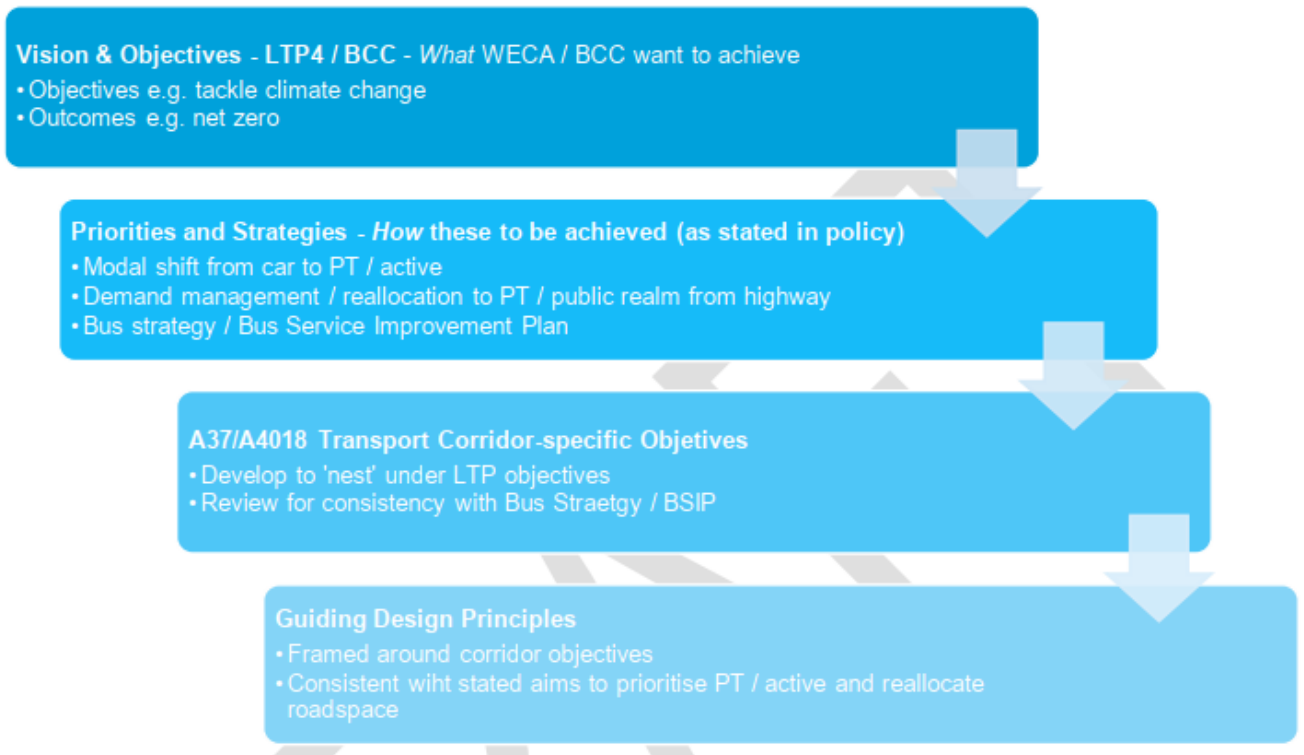 Vision & Objectives - LTP4 / BCC - What WECA / BCC want to achieve
• Objectives e.g. tackle climate change
• Outcomes e.g. net zero
Priorities and Strategies - How these to be achieved (as stated in policy)
• Modal shift from car to PT / active
• Demand management / reallocation to PT / public realm from highway
• Bus strategy / Bus Service Improvement Plan
A37/A4018 Transport Corridor-specific Objetives
• Develop to 'nest' under LTP objectives
• Review for consistency with Bus Straetgy / BSIP
Guiding Design Principles
• Framed around corridor objectives
• Consistent wiht stated aims to prioritise PT / active and reallocate
roadspace